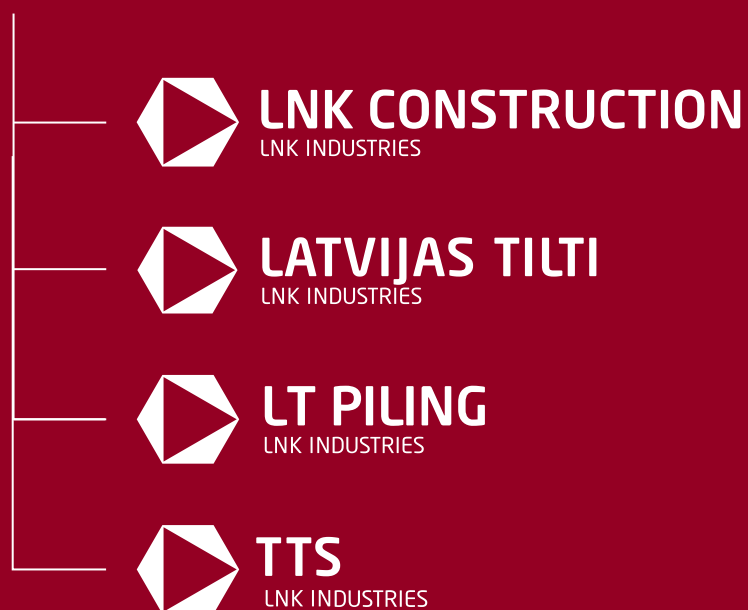 LNK CONSTRUCTION
LNK INDUSTRIES
LATVIJAS TILTI
LNK INDUSTRIES
LT PILING
LNK INDUSTRIES
TTS
LNK INDUSTRIES